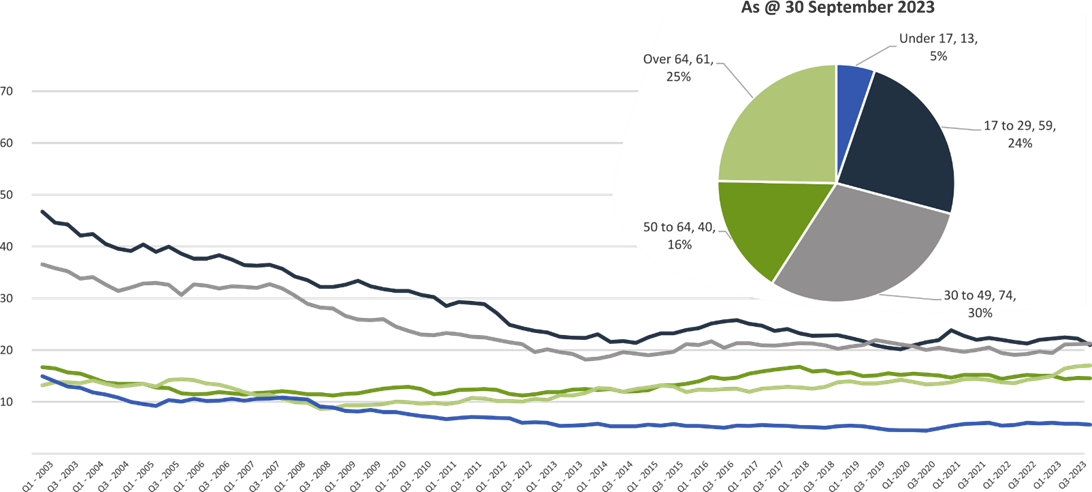 As @ 30 September 2023
Under 17, 13,
5%
Over 64, 61,
25%
17 to 29, 59,
24%
50 to 64, 40,
16%
30 to 49, 74,
30%
70
60
50
40
30
20
10
Q1 - 2003
Q3 - 2003
Q1 - 2004
Q3 - 2004
Q1 - 2005
Q3 - 2005
Q1 - 2006
Q3 - 2006
Q1 - 2007
Q3 - 2007
Q1 - 2008
Q3 - 2008
Q1 - 2009
Q3 - 2009
Q1 - 2010
Q3 - 2010
Q1 - 2011
Q3 - 2011
Q1 - 2012
Q3 - 2012
Q1 - 2013
Q3 - 2013
Q1 - 2014
Q3 - 2014
Q1 - 2015
Q3 - 2015
Q1 - 2016
Q3 - 2016
Q1 - 2017
Q3 - 2017
Q1 - 2018
Q3 - 2018
Q1 - 2019
Q3 - 2019
Q1 - 2020
Q3 - 2020
Q1 - 2021
Q3 - 2021
Q1 - 2022
Q3 - 2022
Q1 - 2023
Q3 - 2023